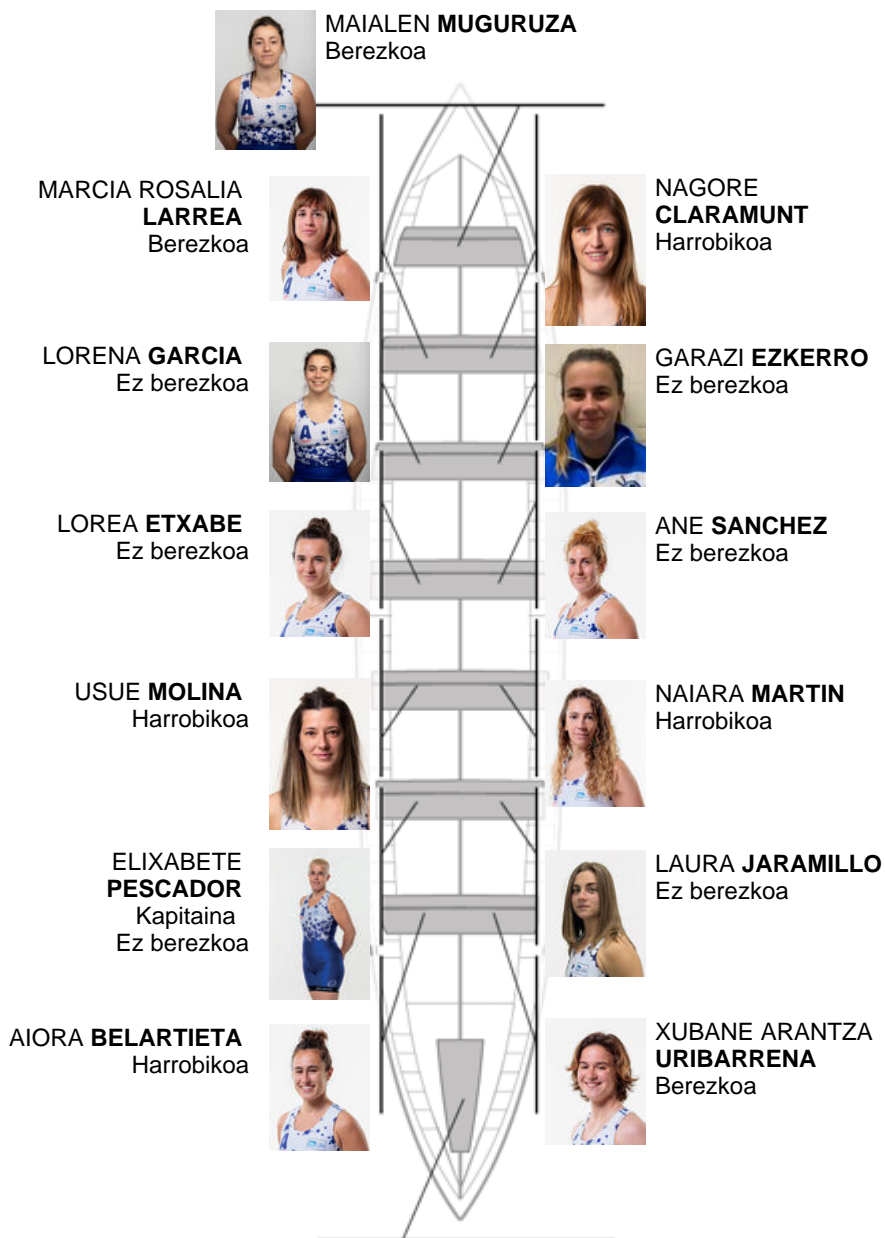 MAIALEN MUGURUZA
Berezkoa
MARCIA ROSALIA
LARREA
Berezkoa
NAGORE
CLARAMUNT
Harrobikoa
LORENA GARCIA
Ez berezkoa
GARAZI EZKERRO
Ez berezkoa
LOREA ETXABE
Ez berezkoa
ANE SANCHEZ
Ez berezkoa
USUE MOLINA
Harrobikoa
NAIARA MARTIN
Harrobikoa
ELIXABETE
PESCADOR
Kapitaina
Ez berezkoa
LAURA JARAMILLO
Ez berezkoa
AIORA BELARTIETA
Harrobikoa
XUBANE ARANTZA
URIBARRENA
Berezkoa